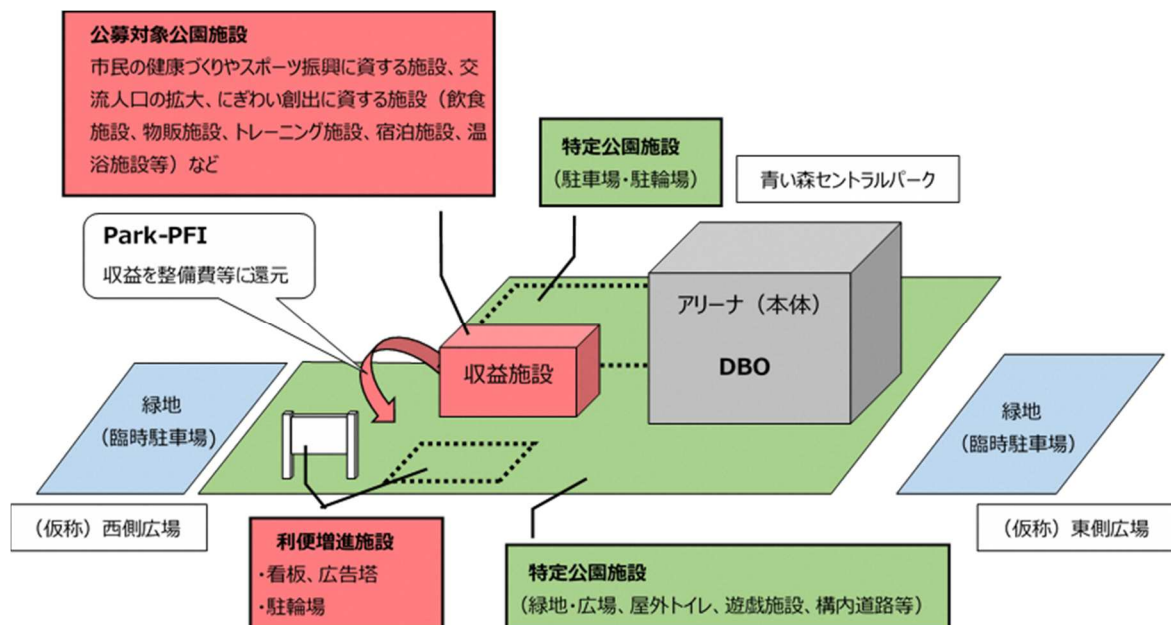 公募対象公園施設
市民の健康づくりやスポーツ振興に資する施設、交
流人口の拡大、にぎわい創出に資する施設（飲食
施設、物販施設、トレーニング施設、宿泊施設、温
浴施設等）など
特定公園施設
（駐車場・駐輪場）
青い森セントラルパーク
Park-PFI
収益を整備費等に還元
アリーナ（本体）
DBO
収益施設
緑地
（臨時駐車場）
緑地
（臨時駐車場）
（仮称）西側広場
（仮称）東側広場
利便増進施設
・看板、広告塔
・駐輪場
特定公園施設
（緑地・広場、屋外トイレ、遊戯施設、構内道路等）